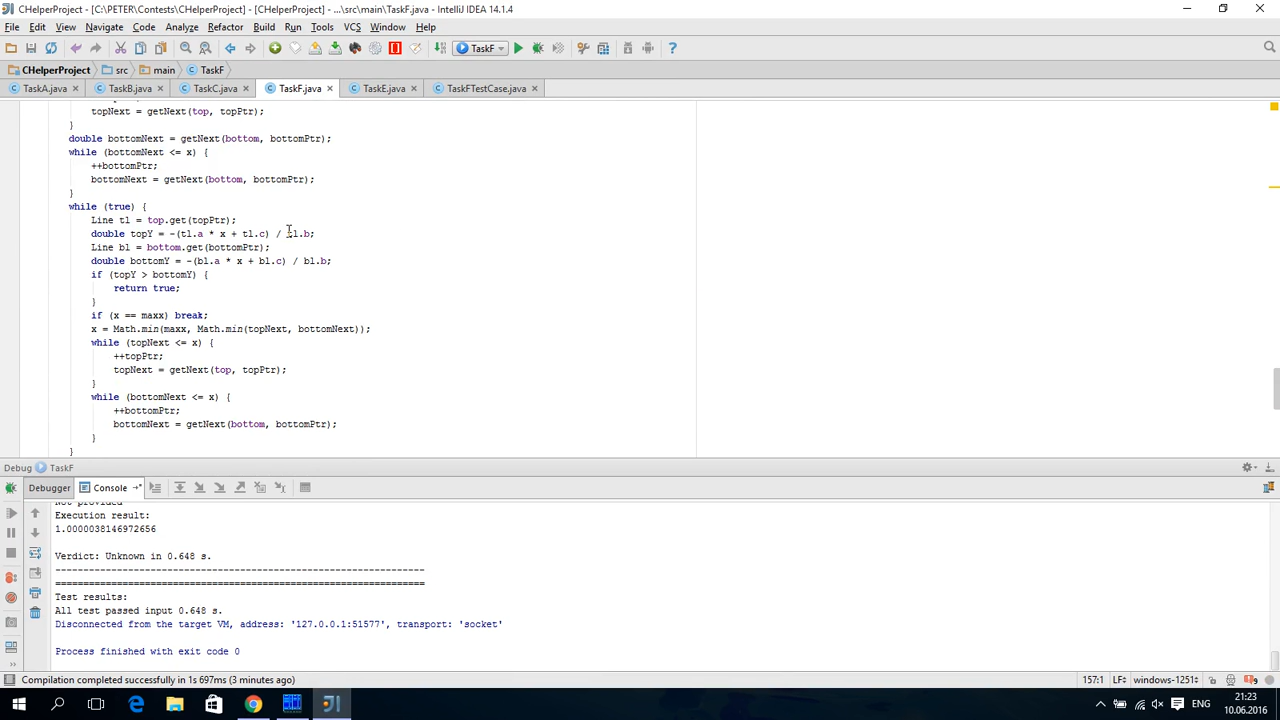 CHelperProject - [C:\PETER\Contests\CHelperProject] - [CHelperProject] - ...\src\main\TaskF.java - IntelliJ IDEA 14.1.4
File Edit View Navigate Code Analyze Refactor Build Run Tools VCS Window Help
TaskF
CHelperProject src main TaskF
TaskA.java TaskB.java TaskC.java TaskF.java TaskE.java TaskFTestCase.java
topNext = getNext(top, topPtr);
}
double bottomNext = getNext(bottom, bottomPtr);
while (bottomNext <= x) {
++bottomPtr;
bottomNext = getNext(bottom, bottomPtr);
}
while (true) {
Line tl = top.get(topPtr);
double topY = -(tl.a * x + tl.c) / tl.b;
Line bl = bottom.get(bottomPtr);
double bottomY = -(bl.a * x + bl.c) / bl.b;
if (topY > bottomY) {
return true;
}
if (x == maxx) break;
x = Math.min(maxx, Math.min(topNext, bottomNext));
while (topNext <= x) {
++topPtr;
topNext = getNext(top, topPtr);
}
while (bottomNext <= x) {
++bottomPtr;
bottomNext = getNext(bottom, bottomPtr);
}
}
Debug TaskF
Debugger Console
Not provided
Execution result:
1.0000038146972656
Verdict: Unknown in 0.648 s.
------------------------------------------------------------------
==================================================================
Test results:
All test passed input 0.648 s.
Disconnected from the target VM, address: '127.0.0.1:51577', transport: 'socket'
Process finished with exit code 0
Compilation completed successfully in 1s 697ms (3 minutes ago) 157:1 LF windows-1251
ENG 21:23
10.06.2016